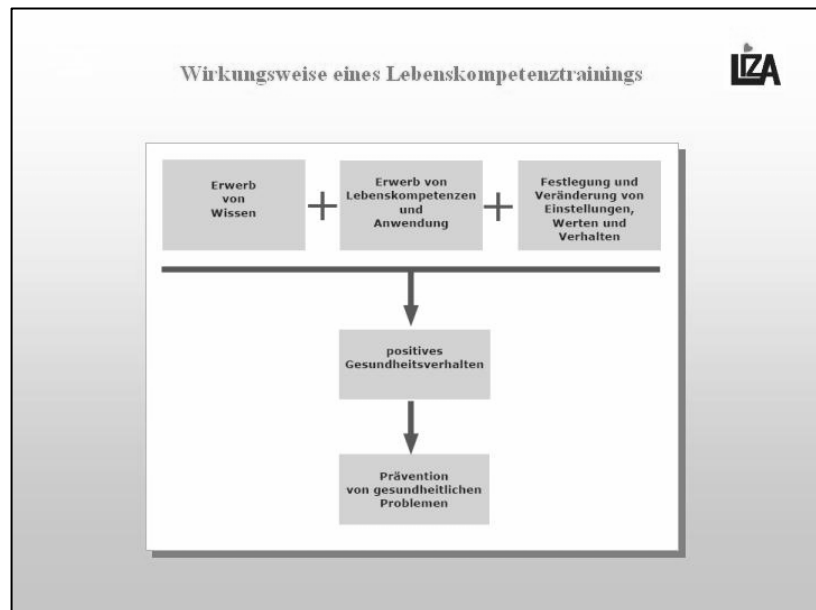 Wirkungsweise eines Lebenskompetenztrainings
LIZA
Erwerb
von
Wissen
+
Erwerb von
Lebenskompetenzen
und
Anwendung
+
Festlegung und
Veränderung von
Einstellungen,
Werten und
Verhalten
positives
Gesundheitsverhalten
Prävention
von gesundheitlichen
Problemen